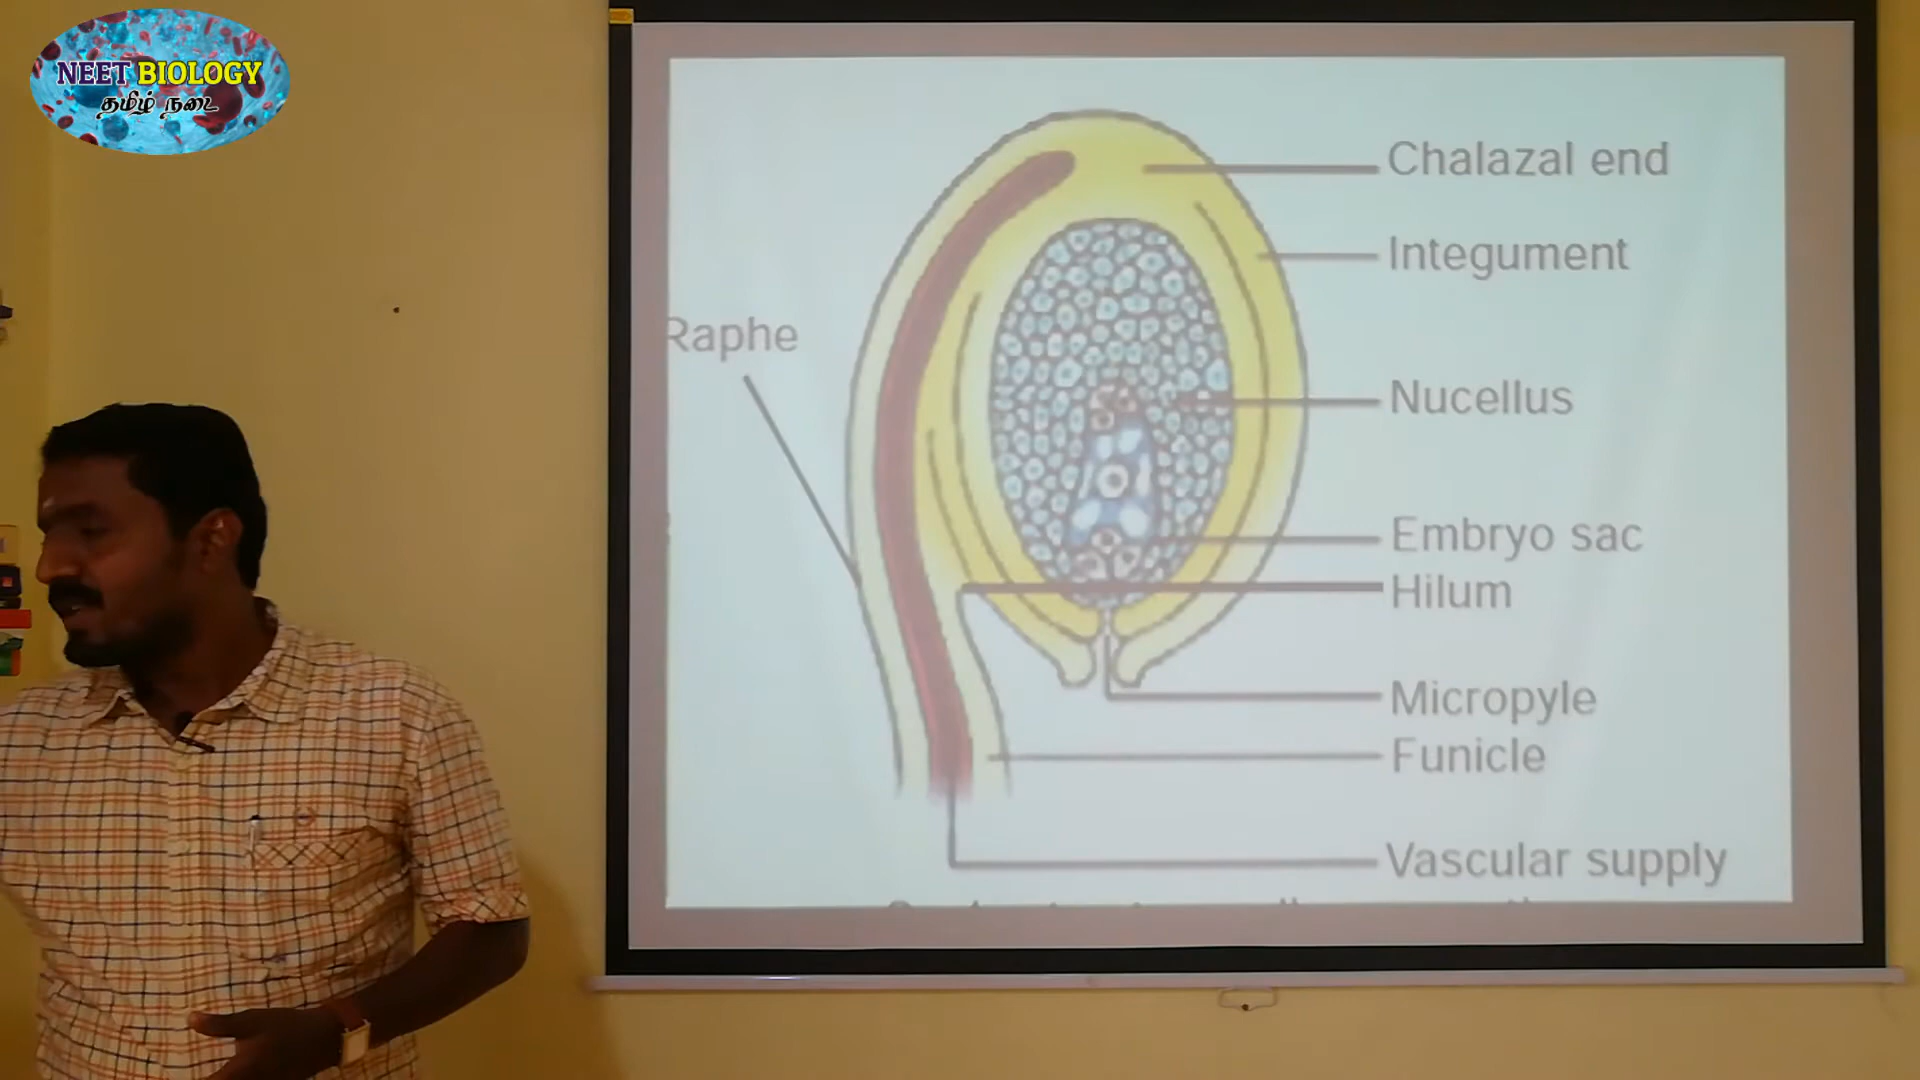 NEET BIOLOGY
தமிழ் நடை
Chalazal end
Integument
Raphe
Nucellus
Embryo sac
Hilum
Micropyle
Funicle
Vascular supply